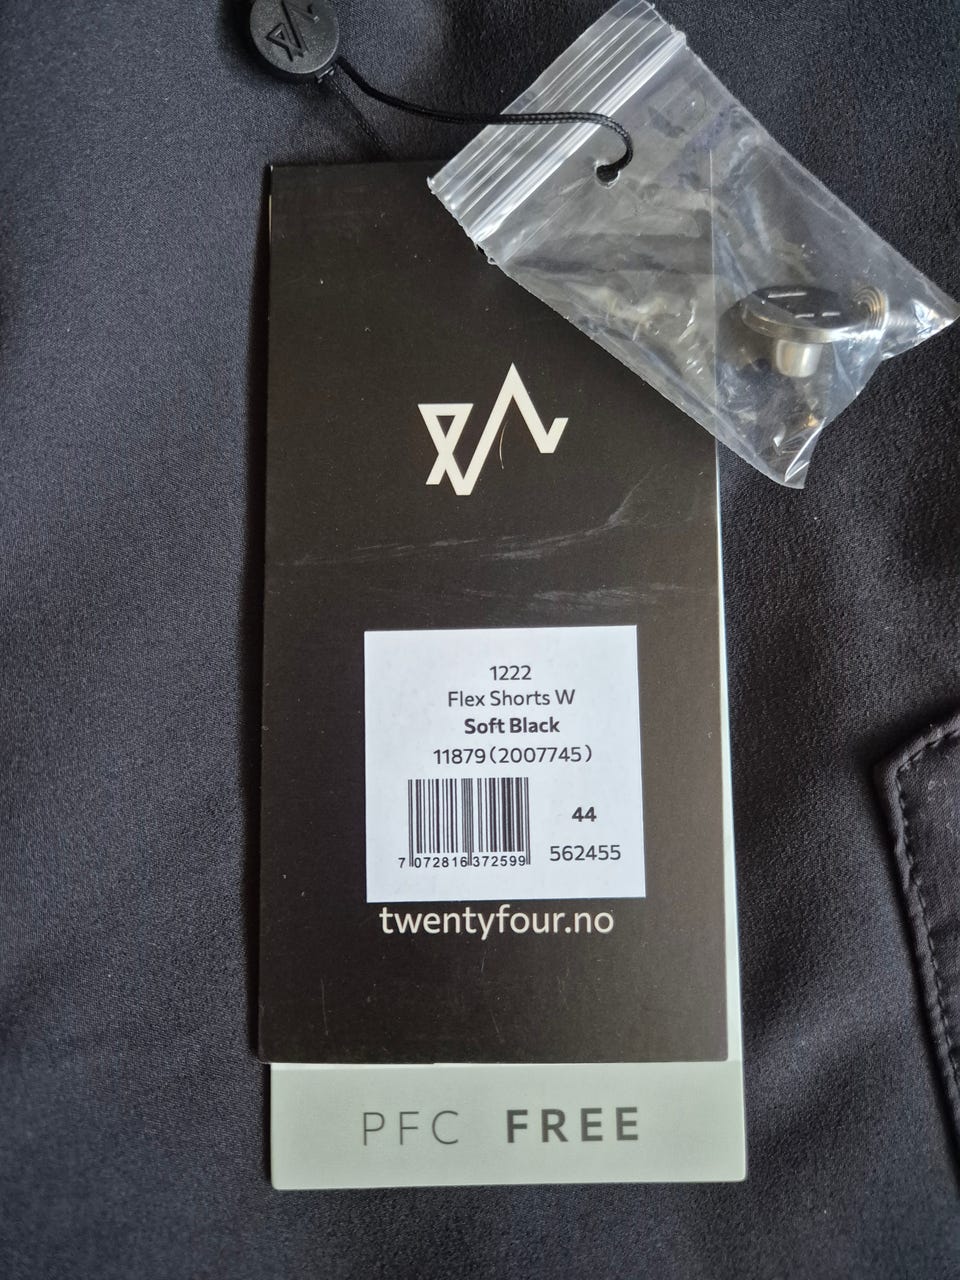 1222
Flex Shorts W
Soft Black
11879(2007745)
44
7 072816 372599
562455
twentyfour.no
PFC FREE